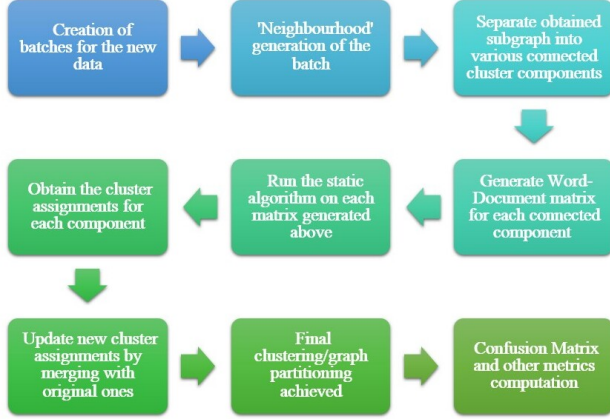 Creation of
batches for the new
data
'Neighbourhood'
generation of the
batch
Separate obtained
subgraph into
various connected
cluster components
Generate Word-
Document matrix
for each connected
component
Run the static
algorithm on each
matrix generated
above
Obtain the cluster
assignments for
each component
Update new cluster
assignments by
merging with
original ones
Final
clustering/graph
partitioning
achieved
Confusion Matrix
and other metrics
computation